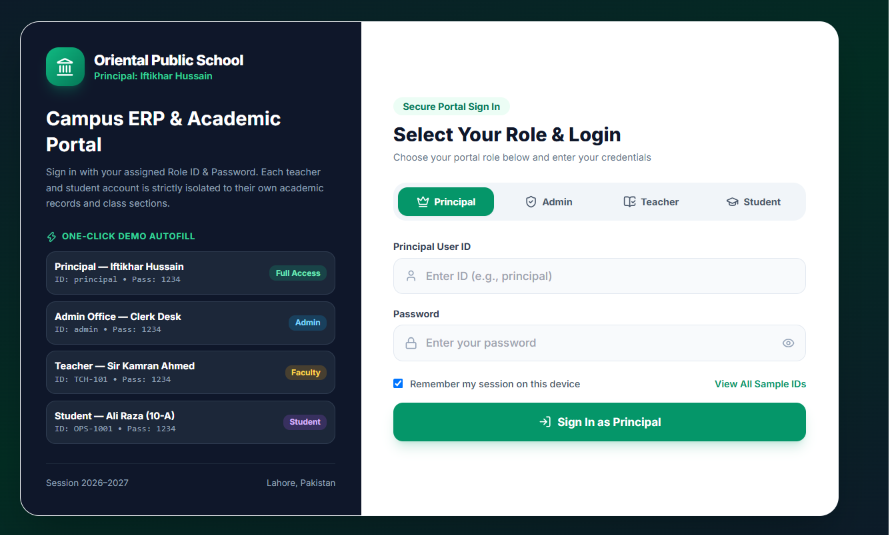 Oriental Public School
Principal: Iftikhar Hussain
Campus ERP & Academic
Portal
Sign in with your assigned Role ID & Password. Each teacher
and student account is strictly isolated to their own academic
records and class sections.
ONE-CLICK DEMO AUTOFILL
Principal — Iftikhar Hussain
ID: principal • Pass: 1234
Full Access
Admin Office — Clerk Desk
ID: admin • Pass: 1234
Admin
Teacher — Sir Kamran Ahmed
ID: TCH-101 • Pass: 1234
Faculty
Student — Ali Raza (10-A)
ID: OPS-1001 • Pass: 1234
Student
Session 2026–2027
Lahore, Pakistan
Secure Portal Sign In
Select Your Role & Login
Choose your portal role below and enter your credentials
Principal
Admin
Teacher
Student
Principal User ID
Enter ID (e.g., principal)
Password
Enter your password
Remember my session on this device
View All Sample IDs
Sign In as Principal